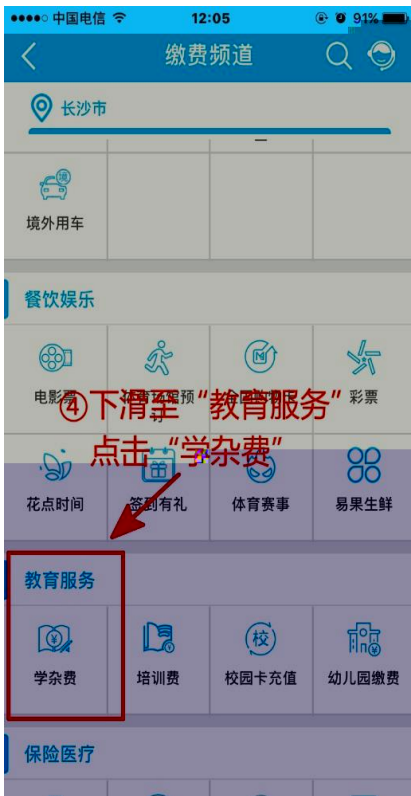 中国电信 12:05 91%
缴费频道
长沙市
境外用车
餐饮娱乐
电影票 彩票
④下滑至“教育服务”
点击“学杂费”
花点时间 签到有礼 体育赛事 易果生鲜
教育服务
学杂费 培训费 校园卡充值 幼儿园缴费
保险医疗